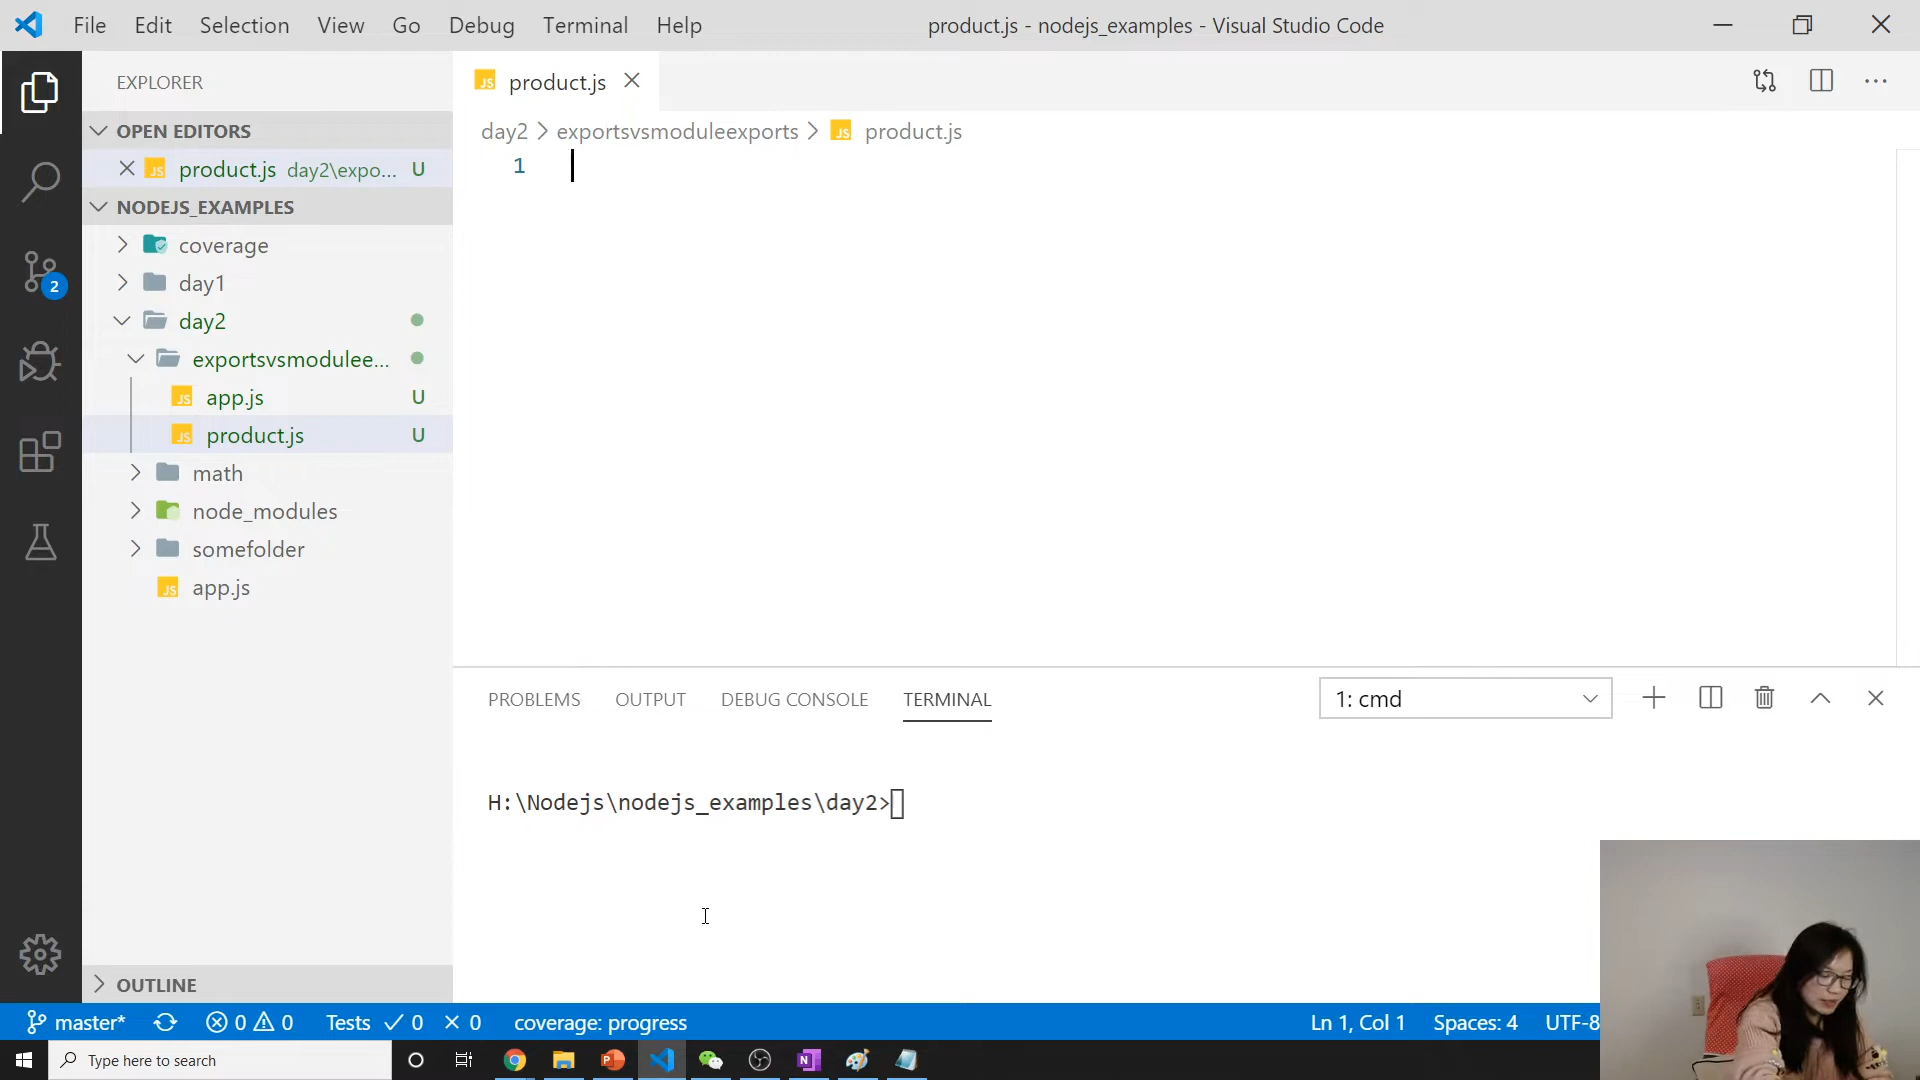 File Edit Selection View Go Debug Terminal Help
product.js - nodejs_examples - Visual Studio Code
EXPLORER
OPEN EDITORS
product.js day2\expo... U
NODEJS_EXAMPLES
coverage
day1
day2
exportsvsmodulee...
app.js U
product.js U
math
node_modules
somefolder
app.js
OUTLINE
2
product.js
day2 > exportsvsmoduleexports > JS product.js
1
PROBLEMS OUTPUT DEBUG CONSOLE TERMINAL
1: cmd
H:\Nodejs\nodejs_examples\day2>
master* 0 0 Tests 0 0 coverage: progress
Ln 1, Col 1 Spaces: 4 UTF-8
Type here to search